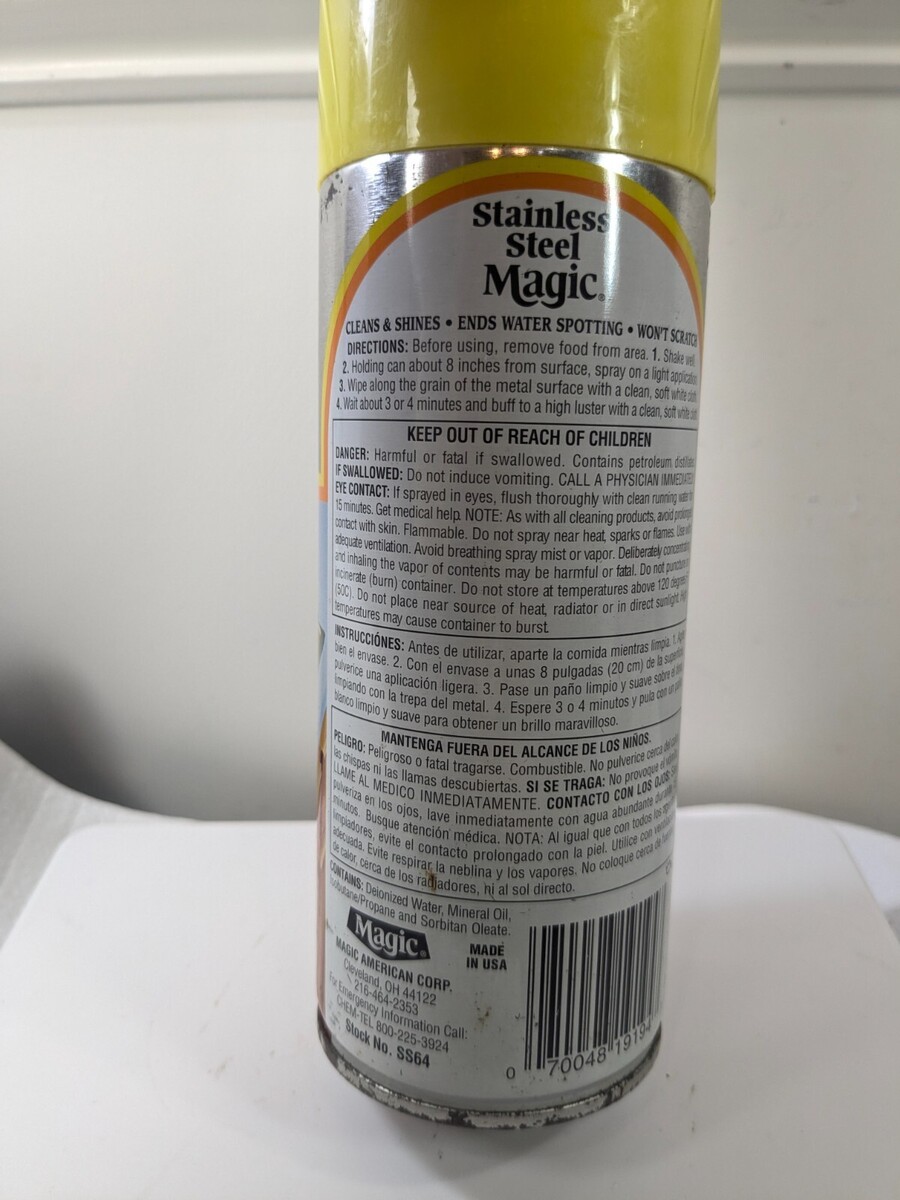 Stainless
Steel
Magic®
CLEANS & SHINES • ENDS WATER SPOTTING • WON'T SCRATCH
DIRECTIONS: Before using, remove food from area. 1. Shake well.
2. Holding can about 8 inches from surface, spray on a light application
3. Wipe along the grain of the metal surface with a clean, soft white cloth
4. Wait about 3 or 4 minutes and buff to a high luster with a clean, soft white
KEEP OUT OF REACH OF CHILDREN
DANGER: Harmful or fatal if swallowed. Contains petroleum
IF SWALLOWED: Do not induce vomiting. CALL A PHYSICIAN
EYE CONTACT: If sprayed in eyes, flush thoroughly with clean running water
15 minutes. Get medical help. NOTE: As with all cleaning products, avoid
contact with skin. Flammable. Do not spray near heat, sparks or flames. Use
adequate ventilation. Avoid breathing spray mist or vapor. Deliberately
and inhaling the vapor of contents may be harmful or fatal. Do not puncture
incinerate (burn) container. Do not store at temperatures above 120
(50C). Do not place near source of heat, radiator or in direct sunlight.
temperatures may cause container to burst.
INSTRUCCIÓNES: Antes de utilizar, aparte la comida mientras limpia. 1.
bien el envase. 2. Con el envase a unas 8 pulgadas (20 cm) de la
pulverice una aplicación ligera. 3. Pase un paño limpio y suave sobre el
limpiando con la trepa del metal. 4. Espere 3 o 4 minutos y pula con un
blanco limpio y suave para obtener un brillo maravilloso.
MANTENGA FUERA DEL ALCANCE DE LOS NIÑOS.
PELIGRO: Peligroso o fatal tragarse. Combustible. No pulverice cerca del
las chispas ni las llamas descubiertas. SI SE TRAGA: No provoque el
LLAME AL MEDICO INMEDIATAMENTE. CONTACTO CON LOS OJOS:
pulveriza en los ojos, lave inmediatamente con agua abundante
minutos. Busque atención médica. NOTA: Al igual que con todos los
limpiadores, evite el contacto prolongado con la piel. Utilice con
adecuada. Evite respirar la neblina y los vapores. No coloque cerca de
de calor, cerca de los radiadores, ni al sol directo.
CONTAINS: Deionized Water, Mineral Oil,
Isobutane/Propane and Sorbitan Oleate.
Magic®
MADE
IN USA
MAGIC AMERICAN CORP.
Cleveland, OH 44122
216-464-2353
For Emergency Information Call:
CHEM-TEL 800-225-3924
Stock No. SS64
0 70048 19194